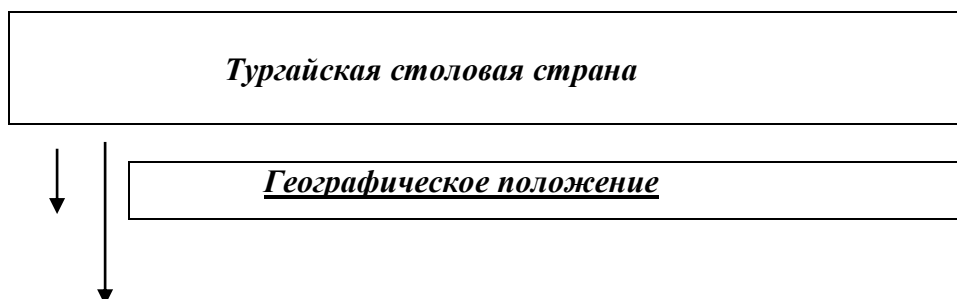 Тургайская столовая страна
Географическое положение